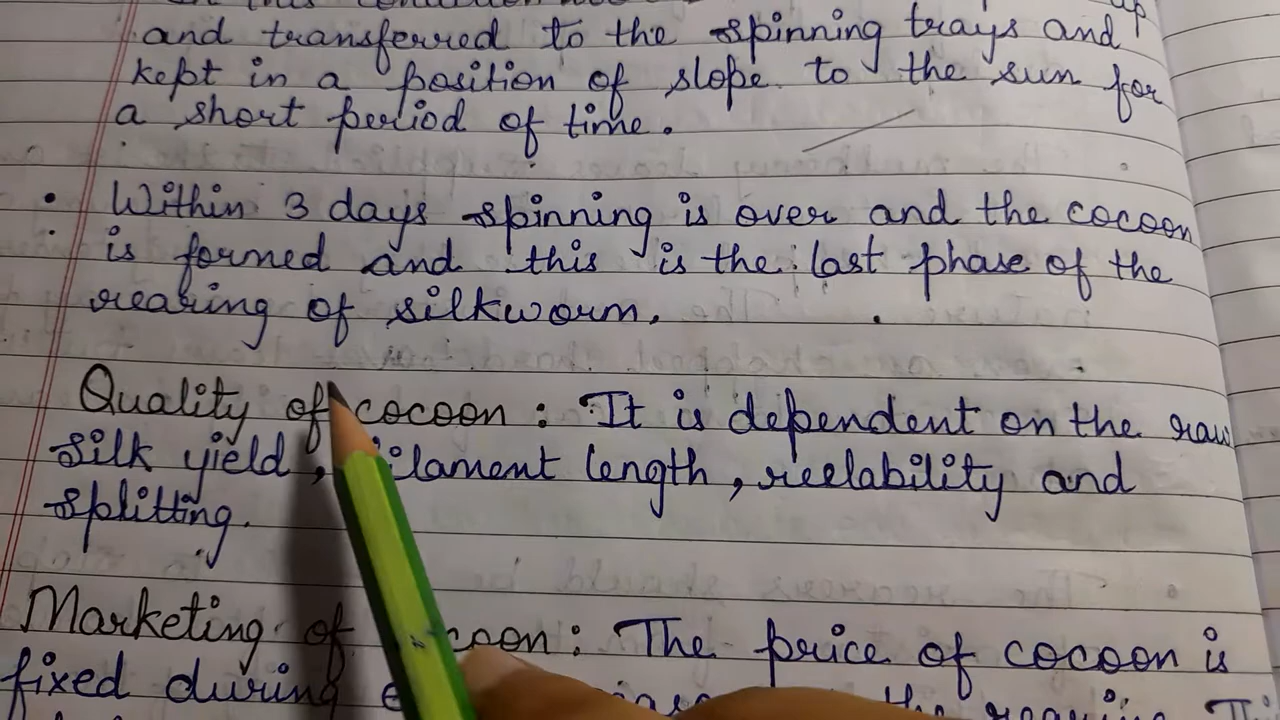 and transferred to the spinning trays and
kept in a position of slope to the sun for
a short period of time.
• Within 3 days spinning is over and the cocoon
is formed and this is the last phase of the
rearing of silkworm.
Quality of cocoon : It is dependent on the raw
silk yield, filament length, reelability and
splitting.
Marketing of cocoon : The price of cocoon is
fixed during the